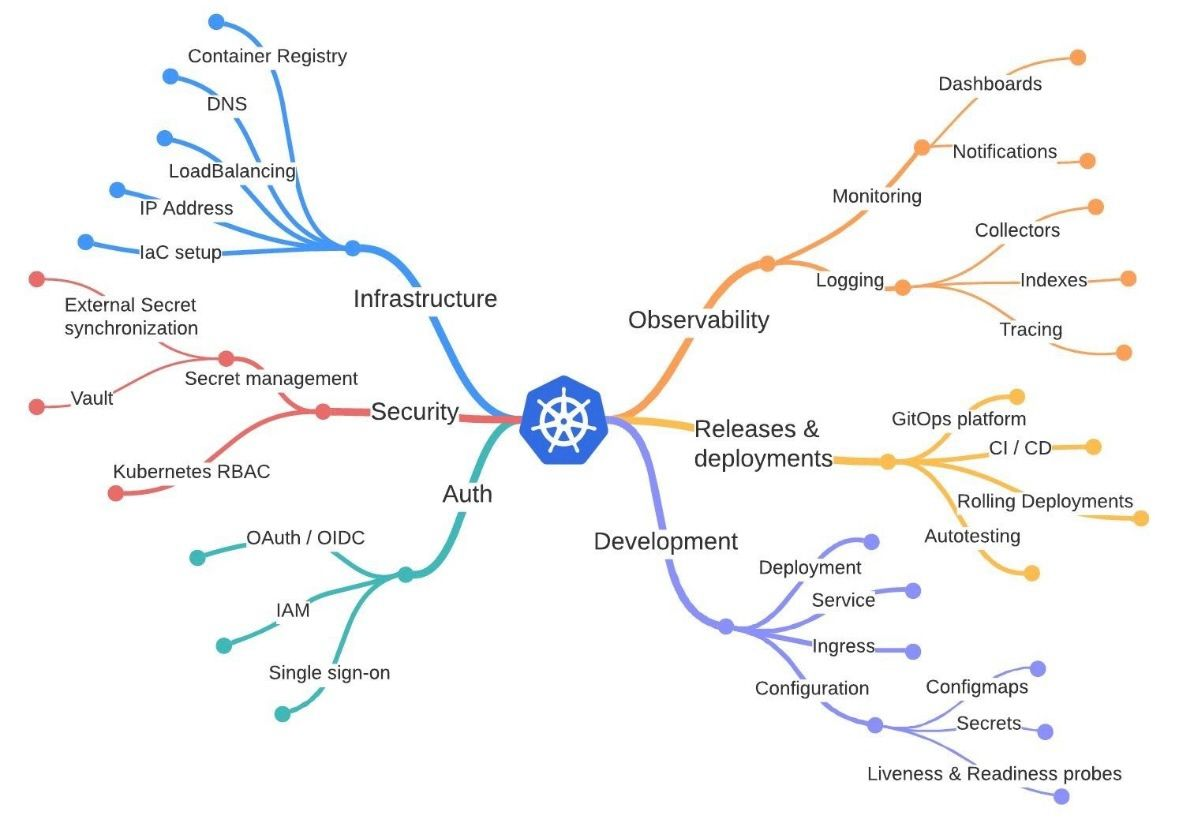 Container Registry
DNS
LoadBalancing
IP Address
IaC setup
Infrastructure
External Secret
synchronization
Secret management
Vault
Security
Kubernetes RBAC
Auth
OAuth / OIDC
IAM
Single sign-on
Dashboards
Notifications
Monitoring
Collectors
Logging
Indexes
Tracing
Observability
GitOps platform
Releases &
deployments
CI / CD
Rolling Deployments
Autotesting
Development
Deployment
Service
Ingress
Configuration
Configmaps
Secrets
Liveness & Readiness probes